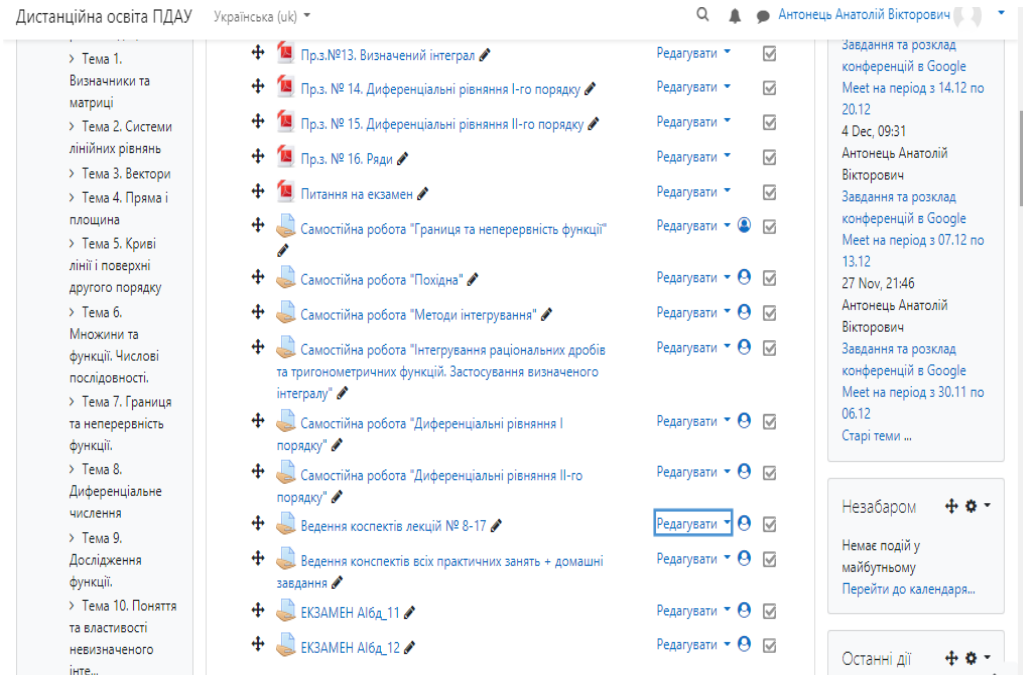 Дистанційна освіта ПДАУ Українська (uk) Антонець Анатолій Вікторович
> Тема 1.
Визначники та
матриці
> Тема 2. Системи
лінійних рівнянь
> Тема 3. Вектори
> Тема 4. Пряма і
площина
> Тема 5. Криві
лінії і поверхні
другого порядку
> Тема 6.
Множини та
функції. Числові
послідовності.
> Тема 7. Границя
та неперервність
функції.
> Тема 8.
Диференціальне
числення
> Тема 9.
Дослідження
функції.
> Тема 10. Поняття
та властивості
невизначеного
інте...
Пр.з.№13. Визначений інтеграл Редагувати
Пр.з. № 14. Диференціальні рівняння І-го порядку Редагувати
Пр.з. № 15. Диференціальні рівняння ІІ-го порядку Редагувати
Пр.з. № 16. Ряди Редагувати
Питання на екзамен Редагувати
Самостійна робота "Границя та неперервність функції" Редагувати
Самостійна робота "Похідна" Редагувати
Самостійна робота "Методи інтегрування" Редагувати
Самостійна робота "Інтегрування раціональних дробів Редагувати
та тригонометричних функцій. Застосування визначеного
інтегралу"
Самостійна робота "Диференціальні рівняння І Редагувати
порядку"
Самостійна робота "Диференціальні рівняння ІІ-го Редагувати
порядку"
Ведення коспектів лекцій № 8-17 Редагувати
Ведення конспектів всіх практичних занять + домашні Редагувати
завдання
ЕКЗАМЕН АІбд_11 Редагувати
ЕКЗАМЕН АІбд_12 Редагувати
Завдання та розклад
конференцій в Google
Meet на період з 14.12 по
20.12
4 Dec, 09:31
Антонець Анатолій
Вікторович
Завдання та розклад
конференцій в Google
Meet на період з 07.12 по
13.12
27 Nov, 21:46
Антонець Анатолій
Вікторович
Завдання та розклад
конференцій в Google
Meet на період з 30.11 по
06.12
Старі теми ...
Незабаром
Немає подій у
майбутньому
Перейти до календаря...
Останні дії